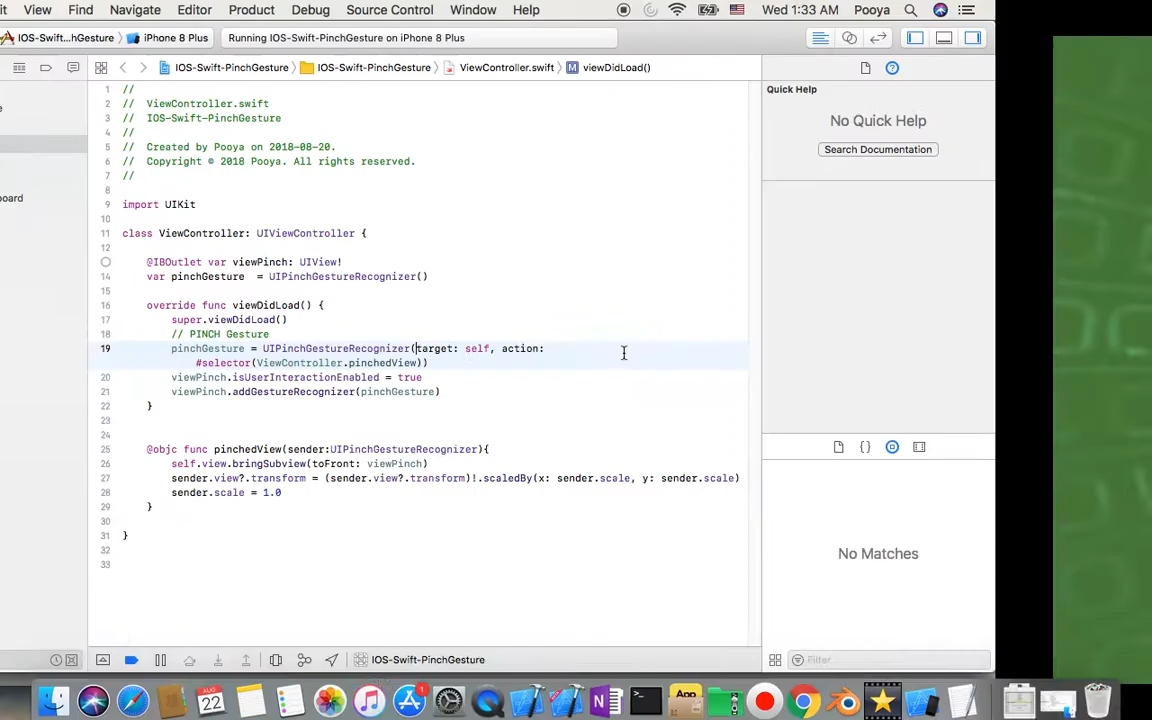 it View Find Navigate Editor Product Debug Source Control Window Help Wed 1:33 AM Pooya
IOS-Swift...hGesture iPhone 8 Plus Running IOS-Swift-PinchGesture on iPhone 8 Plus
IOS-Swift-PinchGesture IOS-Swift-PinchGesture ViewController.swift M viewDidLoad()
1 //
2 // ViewController.swift
3 // IOS-Swift-PinchGesture
4 //
5 // Created by Pooya on 2018-08-20.
6 // Copyright © 2018 Pooya. All rights reserved.
7 //
8
9 import UIKit
10
11 class ViewController: UIViewController {
12
13 @IBOutlet var viewPinch: UIView!
14 var pinchGesture  = UIPinchGestureRecognizer()
15
16 override func viewDidLoad() {
17 super.viewDidLoad()
18 // PINCH Gesture
19 pinchGesture = UIPinchGestureRecognizer(target: self, action:
#selector(ViewController.pinchedView))
20 viewPinch.isUserInteractionEnabled = true
21 viewPinch.addGestureRecognizer(pinchGesture)
22 }
23
24
25 @objc func pinchedView(sender:UIPinchGestureRecognizer){
26 self.view.bringSubview(toFront: viewPinch)
27 sender.view?.transform = (sender.view?.transform)!.scaledBy(x: sender.scale, y: sender.scale)
28 sender.scale = 1.0
29 }
30
31 }
32
33
oard
Quick Help
No Quick Help
Search Documentation
{ }
No Matches
IOS-Swift-PinchGesture
Filter
AUG
22
1
App